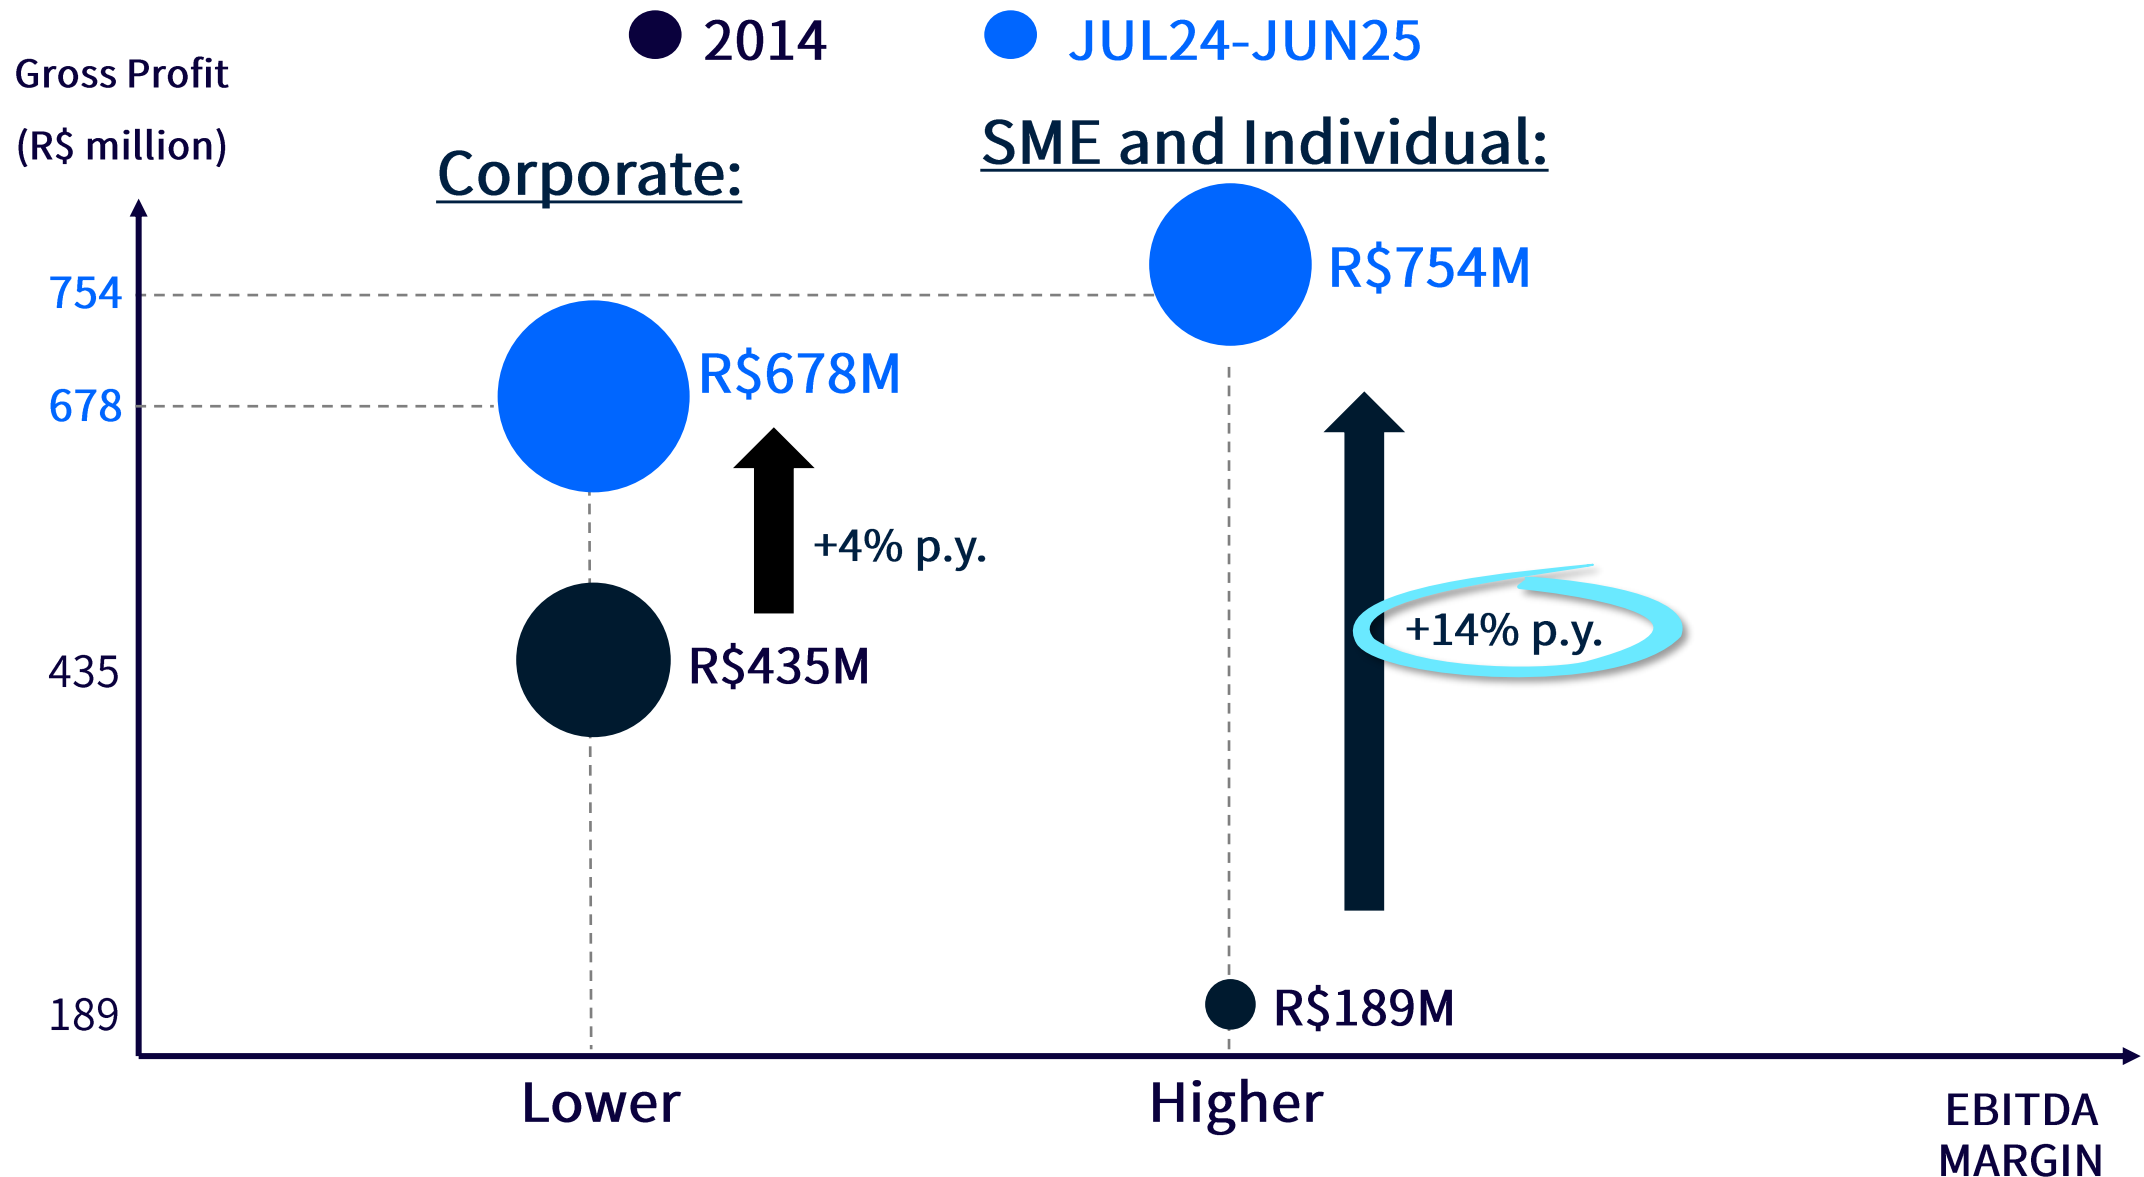 2014
JUL24-JUN25
Gross Profit
(R$ million)
Corporate:
SME and Individual:
754
R$754M
678
R$678M
+4% p.y.
+14% p.y.
435
R$435M
189
R$189M
Lower
Higher
EBITDA
MARGIN